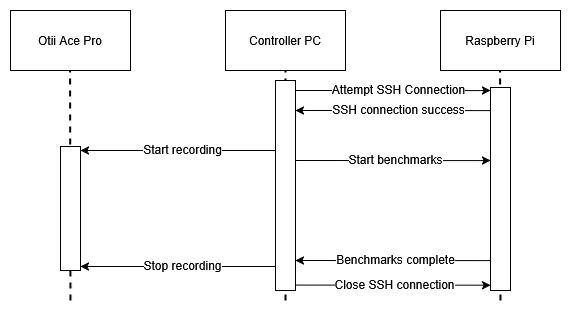 Otii Ace Pro
Controller PC
Raspberry Pi
Attempt SSH Connection
SSH connection success
Start recording
Start benchmarks
Benchmarks complete
Stop recording
Close SSH connection